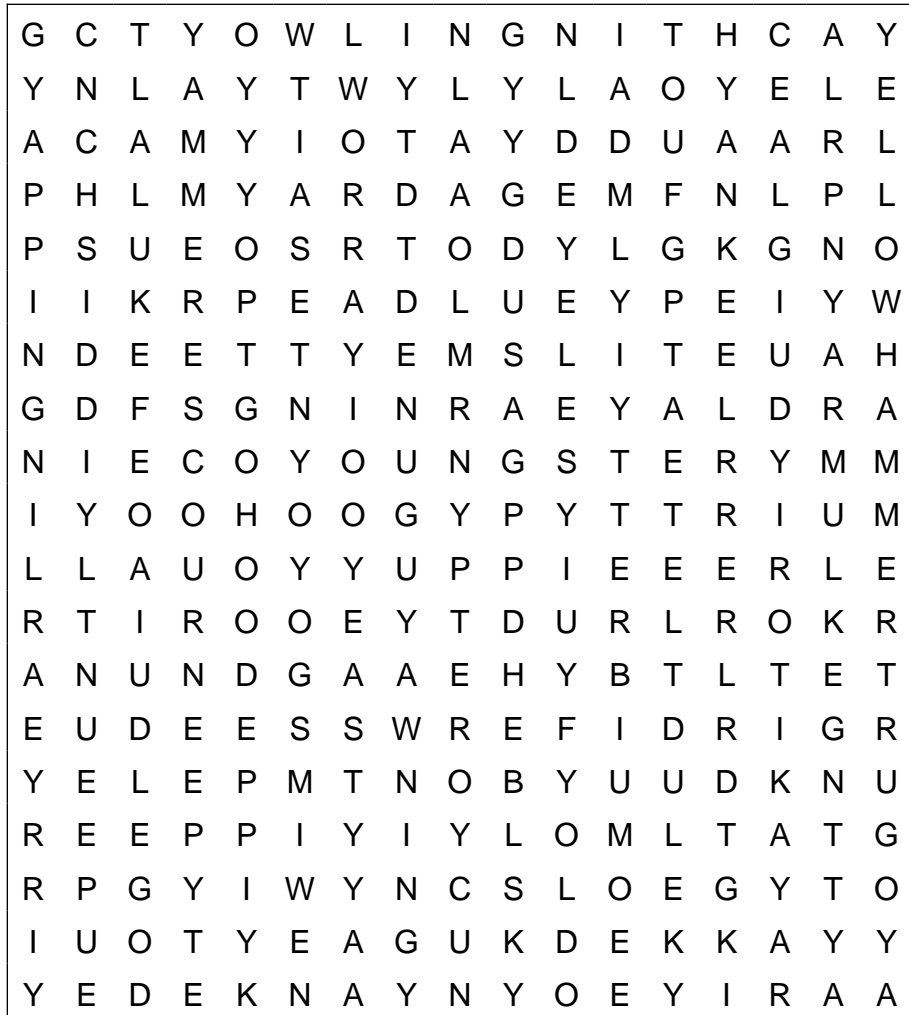 G C T Y O W L I N G N I T H C A Y
Y N L A Y T W Y L Y L A O Y E L E
A C A M Y I O T A Y D D U A A R L
P H L M Y A R D A G E M F N L P L
P S U E O S R T O D Y L G K G N O
I I K R P E A D L U E Y P E I Y W
N D E E T T Y E M S L I T E U A H
G D F S G N I N R A E Y A L D R A
N I E C O Y O U N G S T E R Y M M
I Y O O H O O G Y P Y T T R I U M
L L A U O Y Y U P P I E E E R L E
R T I R O O E Y T D U R L R O K R
A N U N D G A A E H Y B T L T E T
E U D E E S S W R E F I D R I G R
Y E L E P M T N O B Y U U D K N U
R E E P P I Y I Y L O M L T A T G
R P G Y I W Y N C S L O E G Y T O
I U O T Y E A G U K D E K K A Y Y
Y E D E K N A Y N Y O E Y I R A A